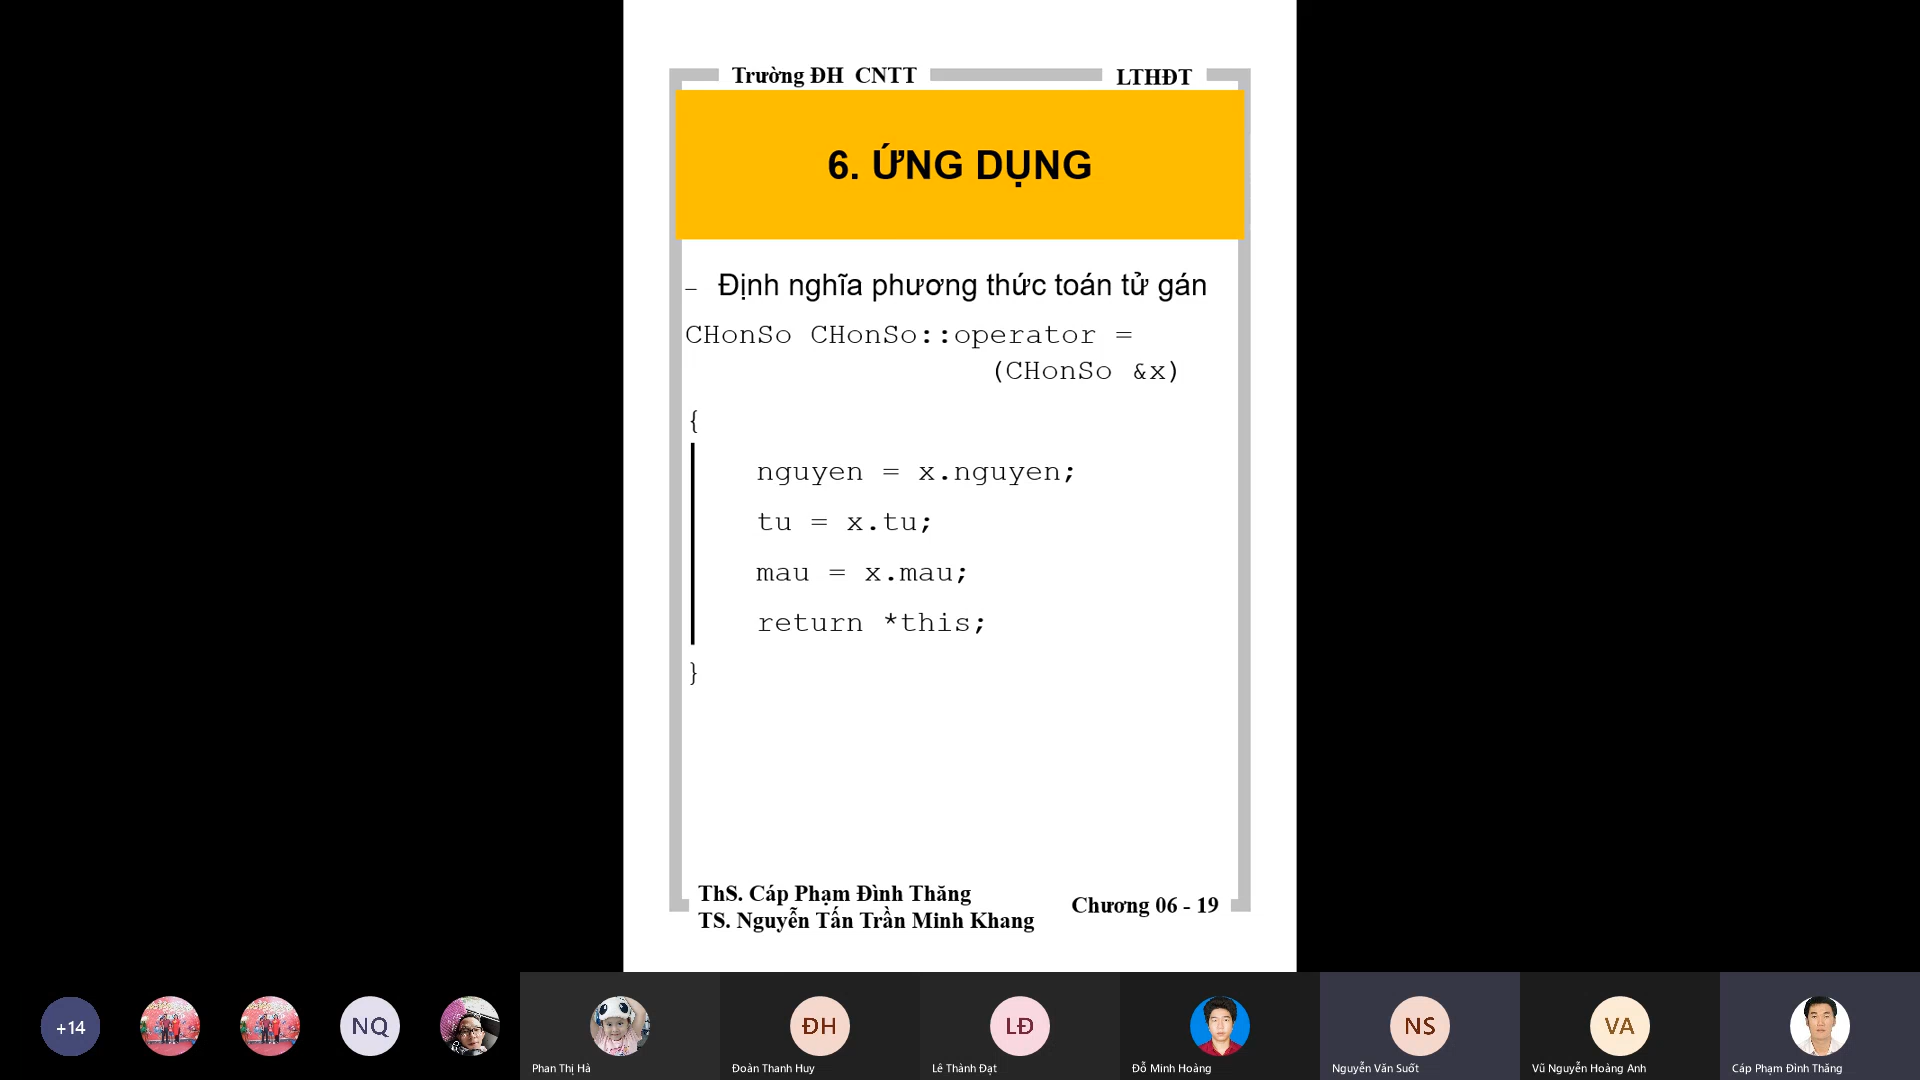 Trường ĐH CNTT
LTHĐT
6. ỨNG DỤNG
– Định nghĩa phương thức toán tử gán
CHonSo CHonSo::operator =
(CHonSo &x)
{
nguyen = x.nguyen;
tu = x.tu;
mau = x.mau;
return *this;
}
ThS. Cáp Phạm Đình Thăng
TS. Nguyễn Tấn Trần Minh Khang
Chương 06 - 19
+14
NQ
ĐH
LĐ
NS
VA
Phan Thị Hà
Đoàn Thanh Huy
Lê Thành Đạt
Đỗ Minh Hoàng
Nguyễn Văn Suốt
Vũ Nguyễn Hoàng Anh
Cáp Phạm Đình Thăng